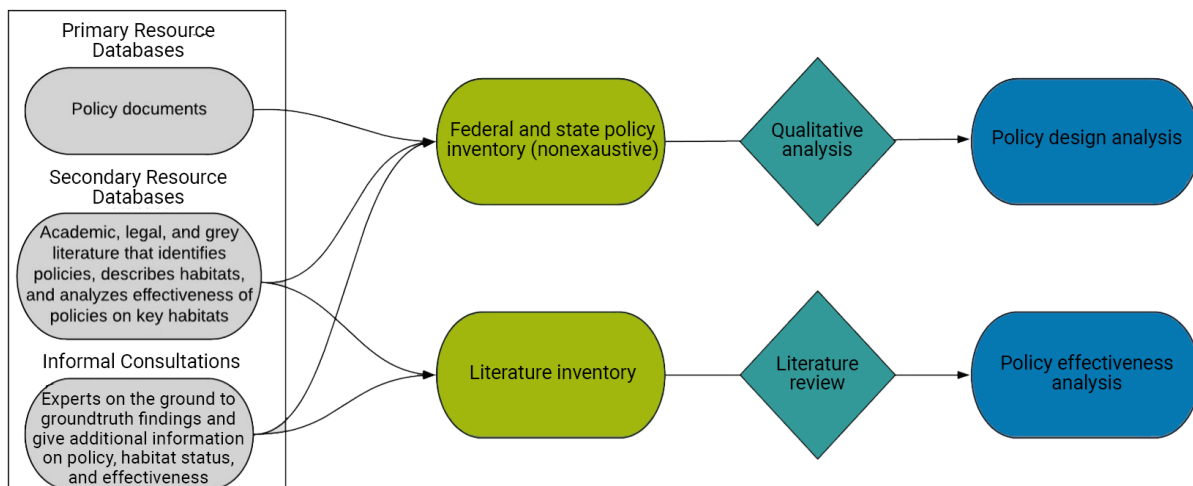 Primary Resource
Databases
Policy documents
Secondary Resource
Databases
Academic, legal, and grey
literature that identifies
policies, describes habitats,
and analyzes effectiveness of
policies on key habitats
Informal Consultations
Experts on the ground to
groundtruth findings and
give additional information
on policy, habitat status,
and effectiveness
Federal and state policy
inventory (nonexaustive)
Qualitative
analysis
Policy design analysis
Literature inventory
Literature
review
Policy effectiveness
analysis